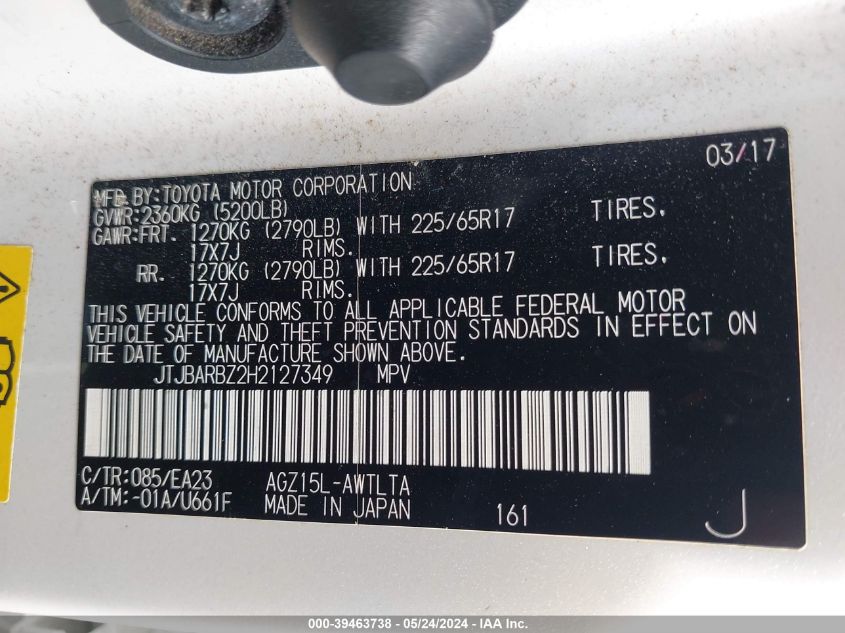 03/17
MFD. BY:TOYOTA MOTOR CORPORATION
GVWR:2360KG (5200LB)
GAWR:FRT. 1270KG (2790LB) WITH 225/65R17 TIRES.
17X7J RIMS.
RR. 1270KG (2790LB) WITH 225/65R17 TIRES.
17X7J RIMS.
THIS VEHICLE CONFORMS TO ALL APPLICABLE FEDERAL MOTOR
VEHICLE SAFETY AND THEFT PREVENTION STANDARDS IN EFFECT ON
THE DATE OF MANUFACTURE SHOWN ABOVE.
JTJBARBZ2H2127349 MPV
C/TR:085/EA23 AGZ15L-AWTLTA
A/TM:-01A/U661F MADE IN JAPAN 161 J
000-39463738 - 05/24/2024 - IAA Inc.